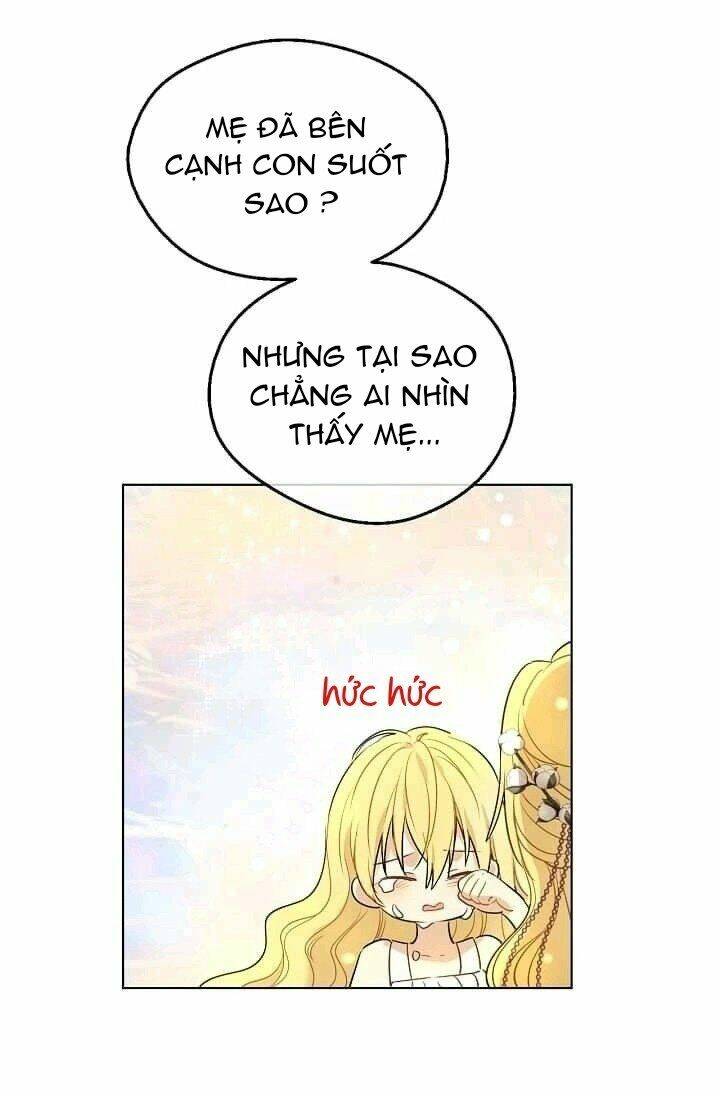 MẸ ĐÃ BÊN
CẠNH CON SUỐT
SAO ?
NHƯNG TẠI SAO
CHẲNG AI NHÌN
THẤY MẸ...
hức hức